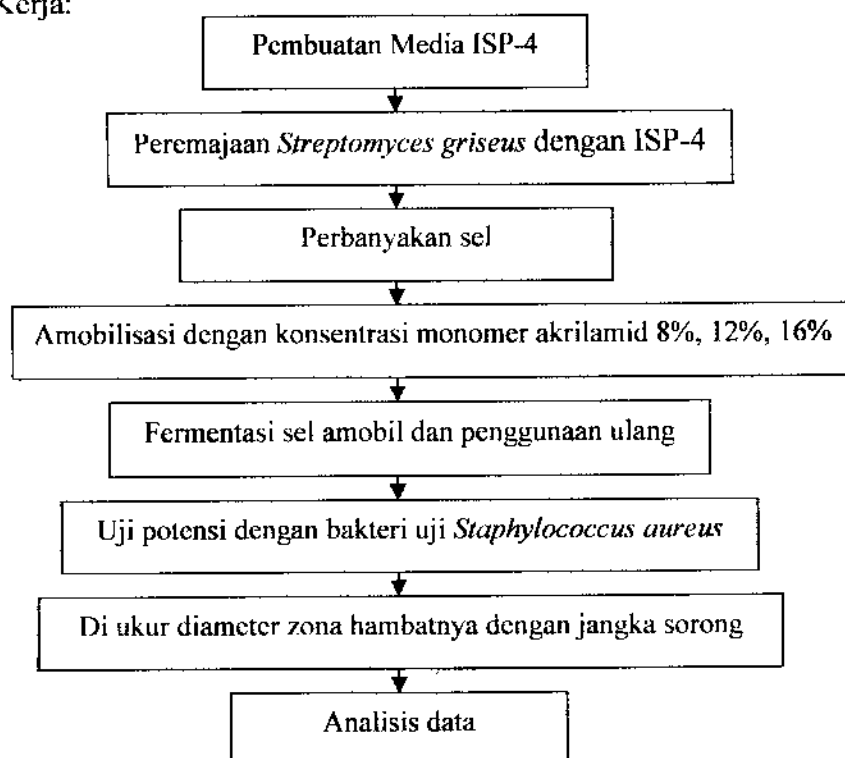 Kerja:
Pembuatan Media ISP-4
Peremajaan Streptomyces griseus dengan ISP-4
Perbanyakan sel
Amobilisasi dengan konsentrasi monomer akrilamid 8%, 12%, 16%
Fermentasi sel amobil dan penggunaan ulang
Uji potensi dengan bakteri uji Staphylococcus aureus
Di ukur diameter zona hambatnya dengan jangka sorong
Analisis data